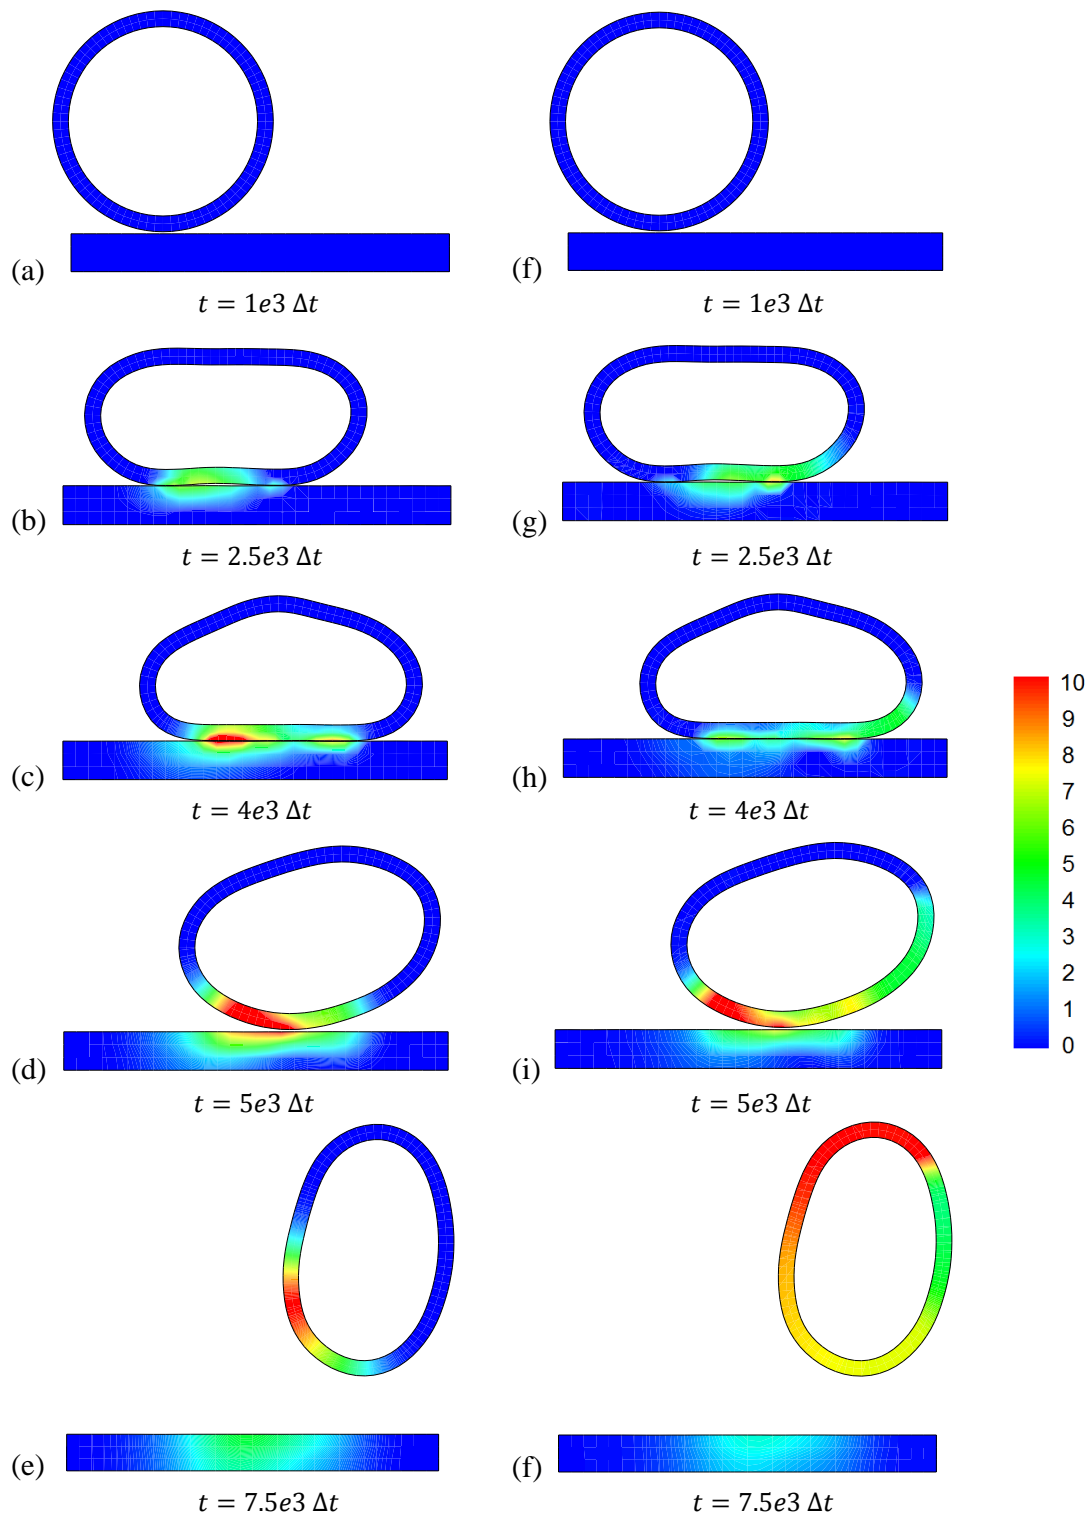 (a)
(f)
t = 1e3 Δt
t = 1e3 Δt
(b)
(g)
t = 2.5e3 Δt
t = 2.5e3 Δt
(c)
(h)
t = 4e3 Δt
t = 4e3 Δt
10
9
8
7
6
5
4
3
2
1
0
(d)
(i)
t = 5e3 Δt
t = 5e3 Δt
(e)
(f)
t = 7.5e3 Δt
t = 7.5e3 Δt